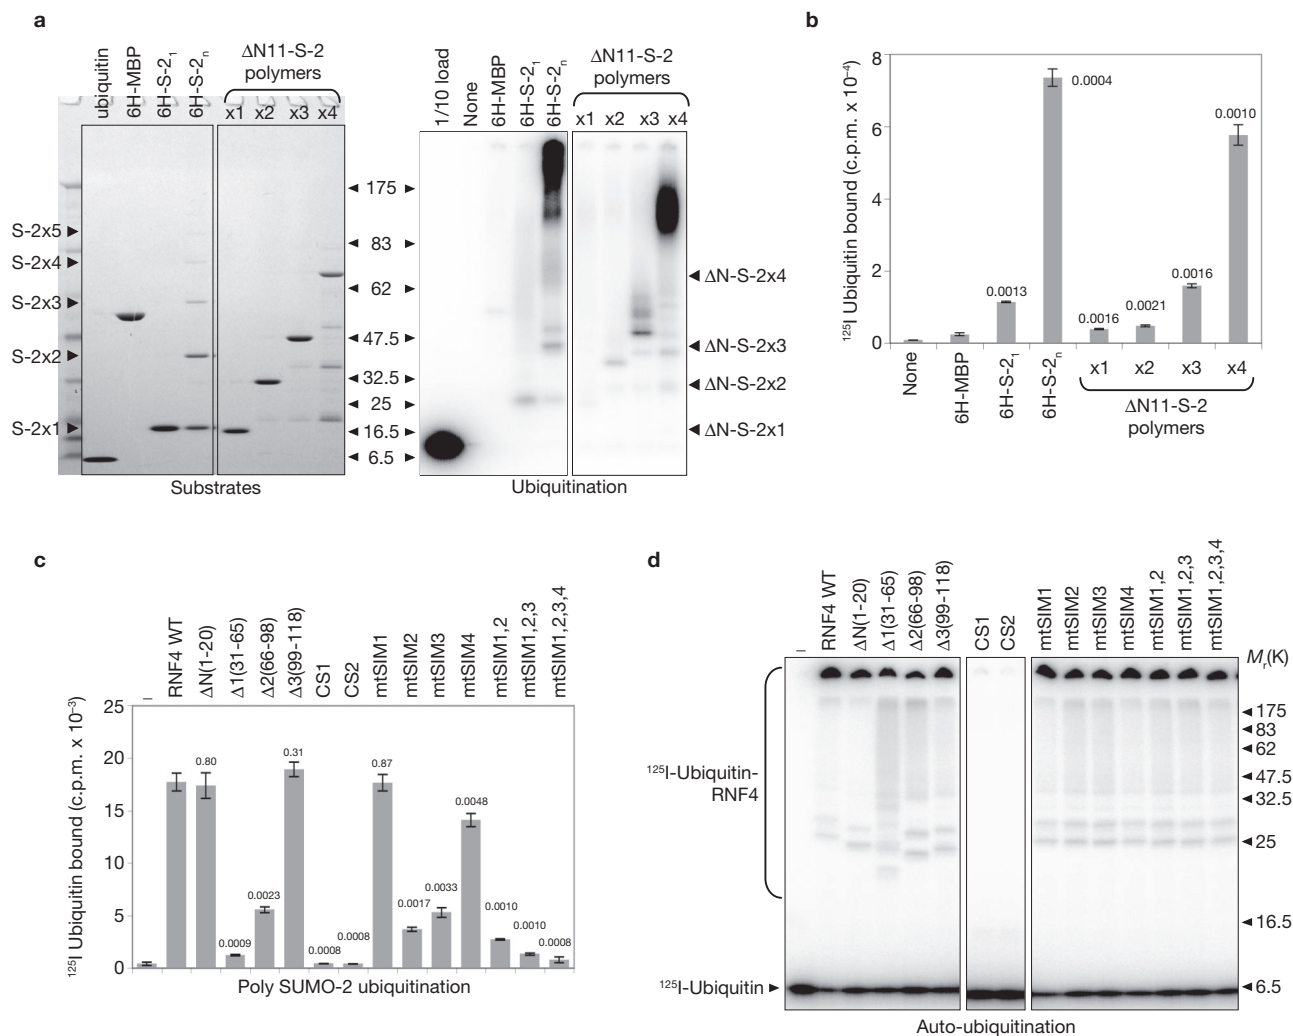 a
ubiquitin
6H-MBP
6H-S-2₁
6H-S-2ₙ
ΔN11-S-2
polymers
x1 x2 x3 x4
S-2x5
S-2x4
S-2x3
S-2x2
S-2x1
175
83
62
47.5
32.5
25
16.5
6.5
Substrates
1/10 load
None
6H-MBP
6H-S-2₁
6H-S-2ₙ
ΔN11-S-2
polymers
x1 x2 x3 x4
ΔN-S-2x4
ΔN-S-2x3
ΔN-S-2x2
ΔN-S-2x1
Ubiquitination
b
¹²⁵I Ubiquitin bound (c.p.m. x 10⁻⁴)
8
6
4
2
0
0.0013
0.0004
0.0016
0.0021
0.0016
0.0010
None
6H-MBP
6H-S-2₁
6H-S-2ₙ
x1 x2 x3 x4
ΔN11-S-2
polymers
c
–
RNF4 WT
ΔN(1-20)
Δ1(31-65)
Δ2(66-98)
Δ3(99-118)
CS1
CS2
mtSIM1
mtSIM2
mtSIM3
mtSIM4
mtSIM1,2
mtSIM1,2,3
mtSIM1,2,3,4
¹²⁵I Ubiquitin bound (c.p.m. x 10⁻³)
25
20
15
10
5
0
0.80
0.0009
0.0023
0.31
0.0008
0.0008
0.87
0.0017
0.0033
0.0048
0.0010
0.0010
0.0008
Poly SUMO-2 ubiquitination
d
–
RNF4 WT
ΔN(1-20)
Δ1(31-65)
Δ2(66-98)
Δ3(99-118)
CS1
CS2
mtSIM1
mtSIM2
mtSIM3
mtSIM4
mtSIM1,2
mtSIM1,2,3
mtSIM1,2,3,4
Mᵣ(K)
175
83
62
47.5
32.5
25
16.5
6.5
¹²⁵I-Ubiquitin-
RNF4
¹²⁵I-Ubiquitin
Auto-ubiquitination